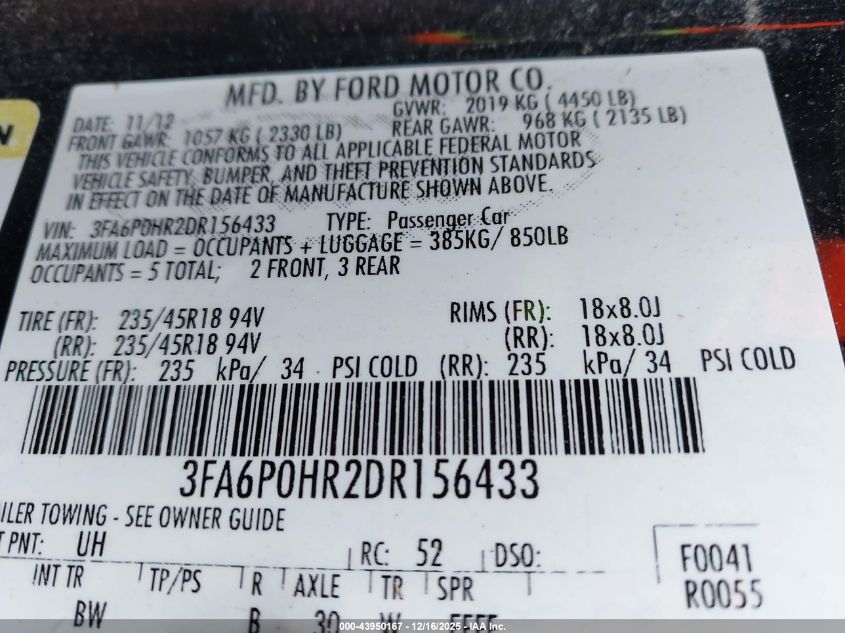 N
MFD. BY FORD MOTOR CO.
DATE: 11/12 GVWR: 2019 KG ( 4450 LB)
FRONT GAWR: 1057 KG ( 2330 LB) REAR GAWR: 968 KG ( 2135 LB)
THIS VEHICLE CONFORMS TO ALL APPLICABLE FEDERAL MOTOR
VEHICLE SAFETY, BUMPER, AND THEFT PREVENTION STANDARDS
IN EFFECT ON THE DATE OF MANUFACTURE SHOWN ABOVE.
VIN: 3FA6P0HR2DR156433 TYPE: Passenger Car
MAXIMUM LOAD = OCCUPANTS + LUGGAGE = 385KG/ 850LB
OCCUPANTS = 5 TOTAL; 2 FRONT, 3 REAR
TIRE (FR): 235/45R18 94V RIMS (FR): 18x8.0J
(RR): 235/45R18 94V (RR): 18x8.0J
PRESSURE (FR): 235 kPa/ 34 PSI COLD (RR): 235 kPa/ 34 PSI COLD
3FA6P0HR2DR156433
ILER TOWING - SEE OWNER GUIDE
T PNT: UH RC: 52 DSO: F0041
INT TR TP/PS R AXLE TR SPR R0055
BW B 30
000-43950167 - 12/16/2025 - IAA Inc.